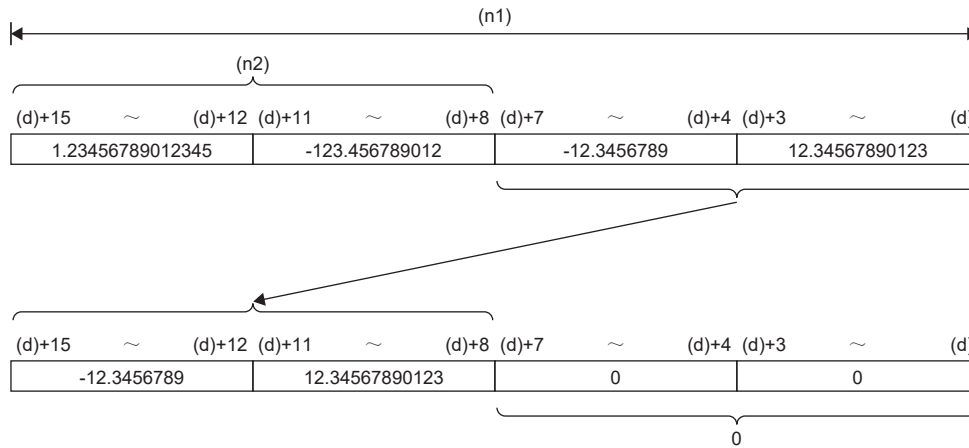 (n1)
(n2)
(d)+15 ~ (d)+12 (d)+11 ~ (d)+8 (d)+7 ~ (d)+4 (d)+3 ~ (d)
1.23456789012345 -123.456789012 -12.3456789 12.34567890123
(d)+15 ~ (d)+12 (d)+11 ~ (d)+8 (d)+7 ~ (d)+4 (d)+3 ~ (d)
-12.3456789 12.34567890123 0 0
0